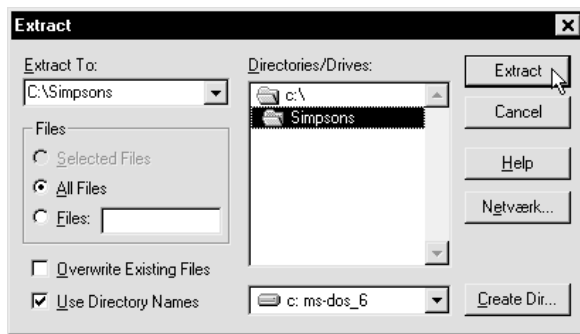 Extract
Extract To:
C:\Simpsons
Files
Selected Files
All Files
Files:
Overwrite Existing Files
Use Directory Names
Directories/Drives:
c:\
Simpsons
c: ms-dos_6
Extract
Cancel
Help
Netværk...
Create Dir...